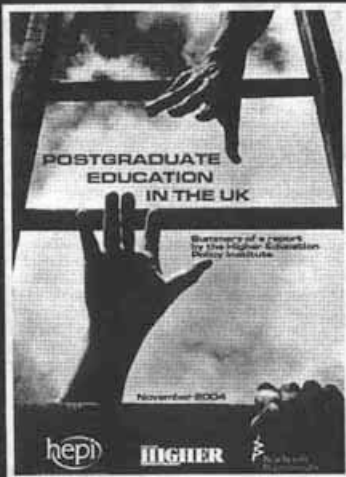 POSTGRADUATE
EDUCATION
IN THE UK
Summary of a report
by the Higher Education
Policy Institute
November 2004
hepi
HIGHER